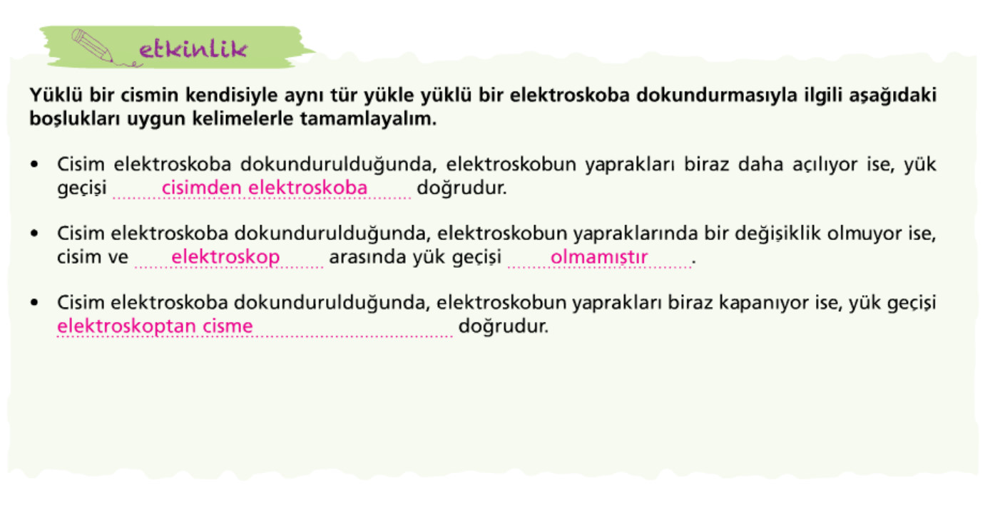 etkinlik
Yüklü bir cismin kendisiyle aynı tür yükle yüklü bir elektroskoba dokundurmasıyla ilgili aşağıdaki
boşlukları uygun kelimelerle tamamlayalım.
• Cisim elektroskoba dokundurulduğunda, elektroskobun yaprakları biraz daha açılıyor ise, yük
geçişi cisimden elektroskoba doğrudur.
• Cisim elektroskoba dokundurulduğunda, elektroskobun yapraklarında bir değişiklik olmuyor ise,
cisim ve elektroskop arasında yük geçişi olmamıştır.
• Cisim elektroskoba dokundurulduğunda, elektroskobun yaprakları biraz kapanıyor ise, yük geçişi
elektroskoptan cisme doğrudur.